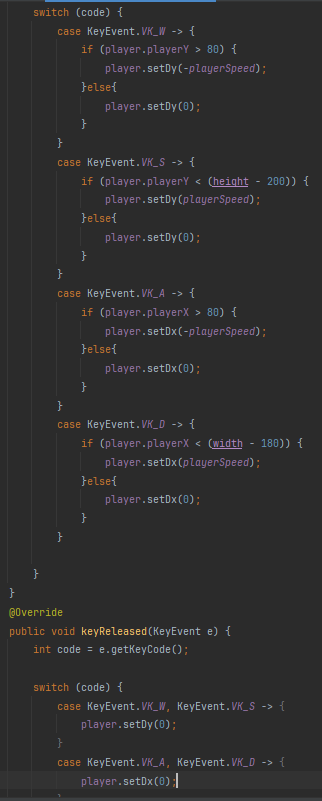 switch (code) {
case KeyEvent.VK_W -> {
if (player.playerY > 80) {
player.setDy(-playerSpeed);
}else{
player.setDy(0);
}
}
case KeyEvent.VK_S -> {
if (player.playerY < (height - 200)) {
player.setDy(playerSpeed);
}else{
player.setDy(0);
}
}
case KeyEvent.VK_A -> {
if (player.playerX > 80) {
player.setDx(-playerSpeed);
}else{
player.setDx(0);
}
}
case KeyEvent.VK_D -> {
if (player.playerX < (width - 180)) {
player.setDx(playerSpeed);
}else{
player.setDx(0);
}
}
}
}
@Override
public void keyReleased(KeyEvent e) {
int code = e.getKeyCode();
switch (code) {
case KeyEvent.VK_W, KeyEvent.VK_S -> {
player.setDy(0);
}
case KeyEvent.VK_A, KeyEvent.VK_D -> {
player.setDx(0);
}